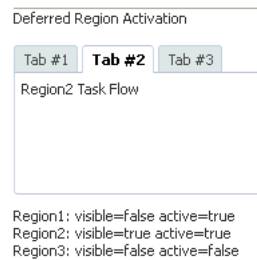 Deferred Region Activation
Tab #1 Tab #2 Tab #3
Region2 Task Flow
Region1: visible=false active=true
Region2: visible=true active=true
Region3: visible=false active=false